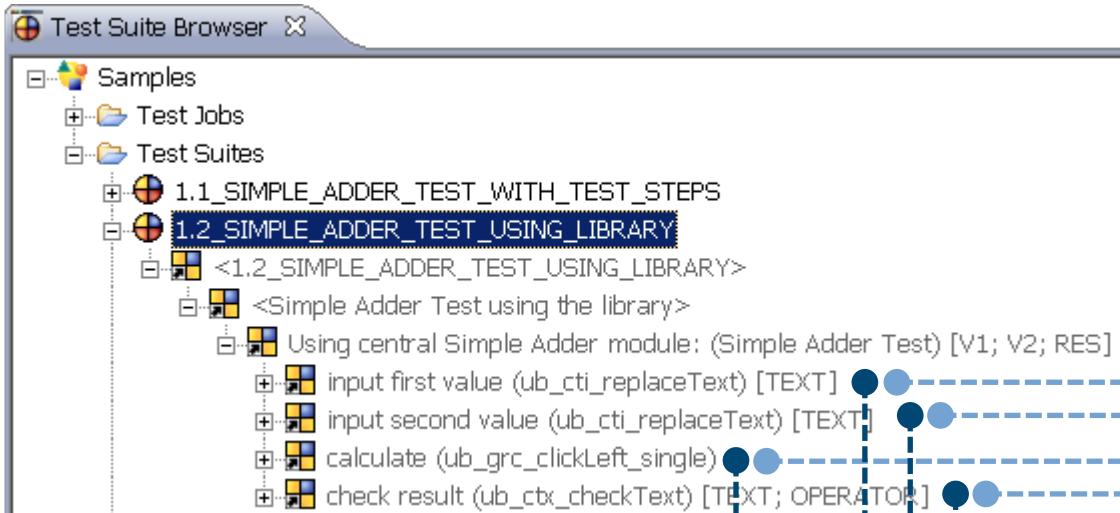 Test Suite Browser
Samples
Test Jobs
Test Suites
1.1_SIMPLE_ADDER_TEST_WITH_TEST_STEPS
1.2_SIMPLE_ADDER_TEST_USING_LIBRARY
<1.2_SIMPLE_ADDER_TEST_USING_LIBRARY>
<Simple Adder Test using the library>
Using central Simple Adder module: (Simple Adder Test) [V1; V2; RES]
input first value (ub_cti_replaceText) [TEXT]
input second value (ub_cti_replaceText) [TEXT]
calculate (ub_grc_clickLeft_single)
check result (ub_ctx_checkText) [TEXT; OPERATOR]